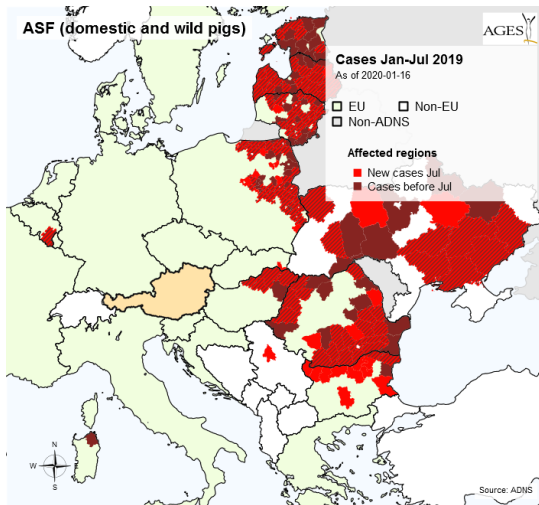 ASF (domestic and wild pigs)
AGES
Cases Jan-Jul 2019
As of 2020-01-16
EU Non-EU
Non-ADNS
Affected regions
New cases Jul
Cases before Jul
N
W E
S
Source: ADNS